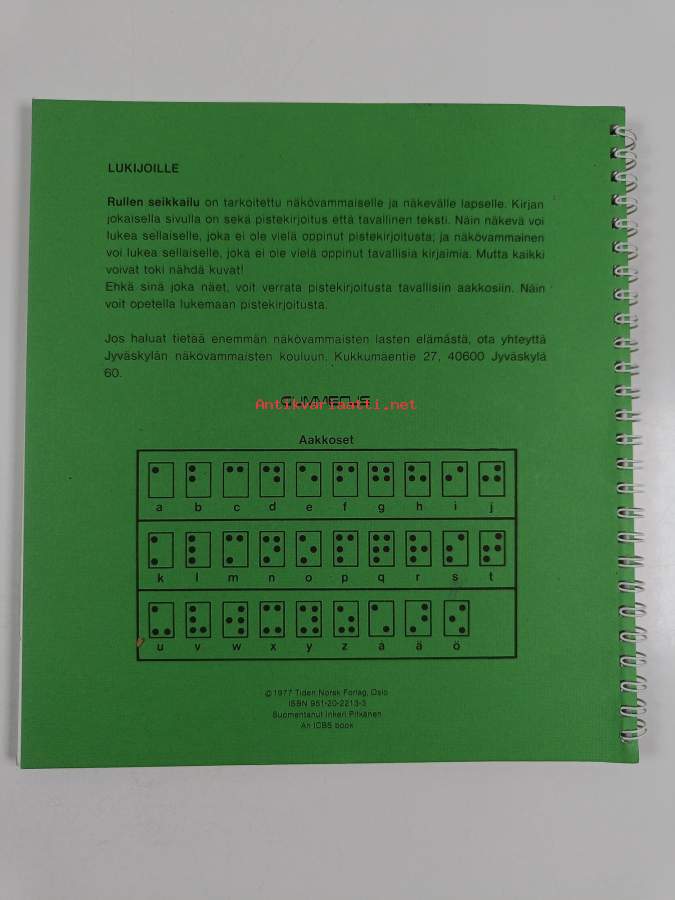 LUKIJOILLE
Rullen seikkailu on tarkoitettu näkövammaiselle ja näkevälle lapselle. Kirjan
jokaisella sivulla on sekä pistekirjoitus että tavallinen teksti. Näin näkevä voi
lukea sellaiselle, joka ei ole vielä oppinut pistekirjoitusta, ja näkövammainen
voi lukea sellaiselle, joka ei ole vielä oppinut tavallisia kirjaimia. Mutta kaikki
voivat toki nähdä kuvat!
Ehkä sinä joka näet, voit verrata pistekirjoitusta tavallisiin aakkosiin. Näin
voit opetella lukemaan pistekirjoitusta.
Jos haluat tietää enemmän näkövammaisten lasten elämästä, ota yhteyttä
Jyväskylän näkövammaisten kouluun. Kukkumäentie 27, 40600 Jyväskylä
60.
GUMMERUS
Antikvariaatti.net
Aakkoset
a b c d e f g h i j
k l m n o p q r s t
u v w x y z å ä ö
© 1977 Tiden Norsk Forlag, Oslo
ISBN 951-20-2213-3
Suomentanut Inkeri Pitkänen
An ICBS book